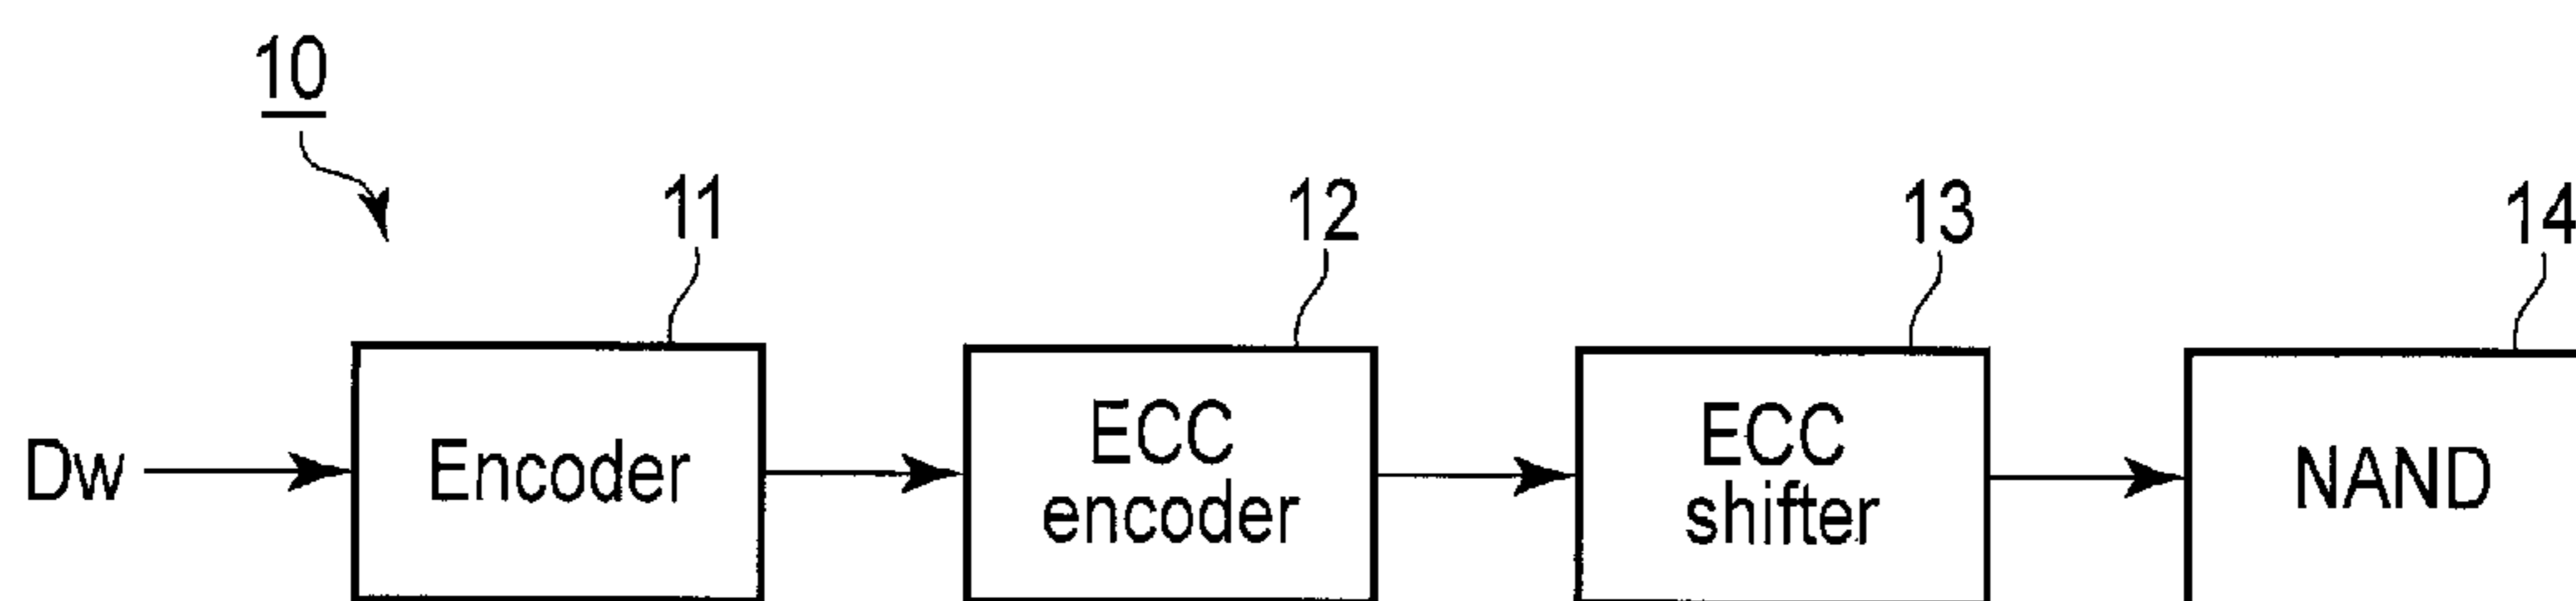 10
11
12
13
14
Dw
Encoder
ECC
encoder
ECC
shifter
NAND